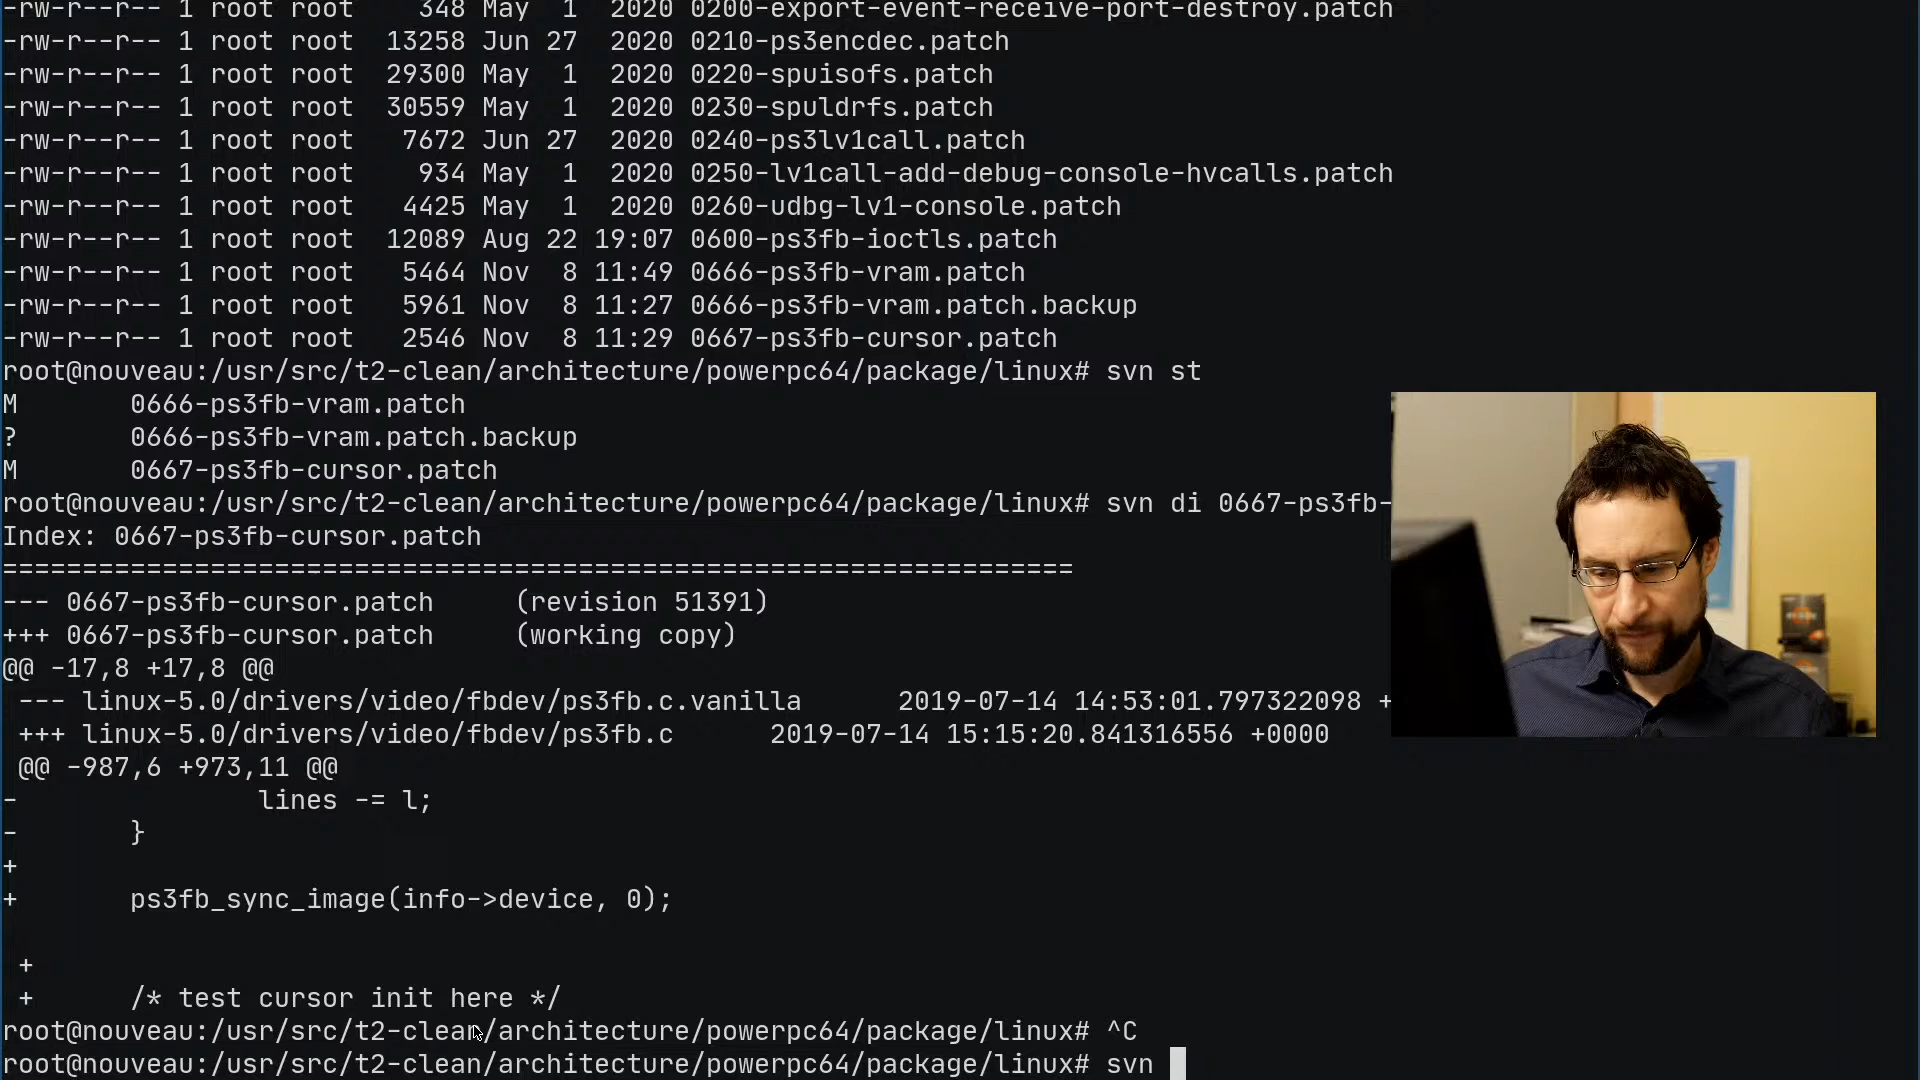 -rw-r--r-- 1 root root    348 May  1  2020 0200-export-event-receive-port-destroy.patch
-rw-r--r-- 1 root root  13258 Jun 27  2020 0210-ps3encdec.patch
-rw-r--r-- 1 root root  29300 May  1  2020 0220-spuisofs.patch
-rw-r--r-- 1 root root  30559 May  1  2020 0230-spuldrfs.patch
-rw-r--r-- 1 root root   7672 Jun 27  2020 0240-ps3lv1call.patch
-rw-r--r-- 1 root root    934 May  1  2020 0250-lv1call-add-debug-console-hvcalls.patch
-rw-r--r-- 1 root root   4425 May  1  2020 0260-udbg-lv1-console.patch
-rw-r--r-- 1 root root  12089 Aug 22 19:07 0600-ps3fb-ioctls.patch
-rw-r--r-- 1 root root   5464 Nov  8 11:49 0666-ps3fb-vram.patch
-rw-r--r-- 1 root root   5961 Nov  8 11:27 0666-ps3fb-vram.patch.backup
-rw-r--r-- 1 root root   2546 Nov  8 11:29 0667-ps3fb-cursor.patch
root@nouveau:/usr/src/t2-clean/architecture/powerpc64/package/linux# svn st
M       0666-ps3fb-vram.patch
?       0666-ps3fb-vram.patch.backup
M       0667-ps3fb-cursor.patch
root@nouveau:/usr/src/t2-clean/architecture/powerpc64/package/linux# svn di 0667-ps3fb-
Index: 0667-ps3fb-cursor.patch
===================================================================
--- 0667-ps3fb-cursor.patch     (revision 51391)
+++ 0667-ps3fb-cursor.patch     (working copy)
@@ -17,8 +17,8 @@
 --- linux-5.0/drivers/video/fbdev/ps3fb.c.vanilla      2019-07-14 14:53:01.797322098 +
 +++ linux-5.0/drivers/video/fbdev/ps3fb.c      2019-07-14 15:15:20.841316556 +0000
 @@ -987,6 +973,11 @@
-               lines -= l;
-       }
+
+       ps3fb_sync_image(info->device, 0);
 +
 +      /* test cursor init here */
root@nouveau:/usr/src/t2-clean/architecture/powerpc64/package/linux# ^C
root@nouveau:/usr/src/t2-clean/architecture/powerpc64/package/linux# svn